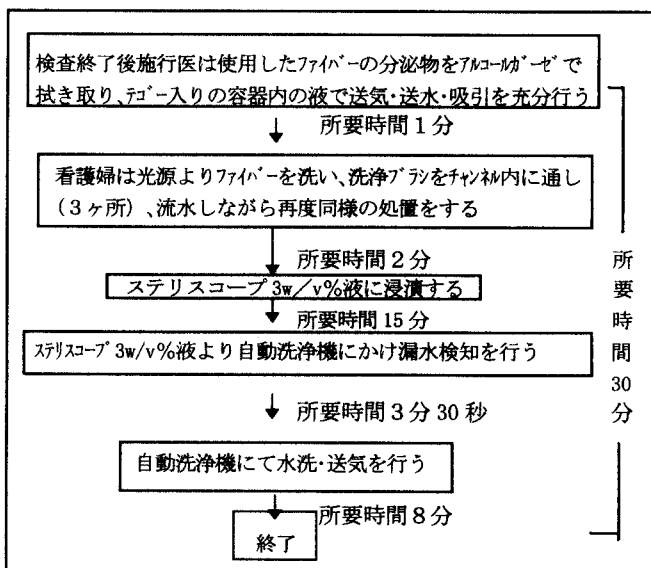 検査終了後施行医は使用したﾌｧｲﾊﾞｰの分泌物をｱﾙｺｰﾙｶﾞｰｾﾞで
拭き取り、ﾃｺﾞｰ入りの容器内の液で送気・送水・吸引を充分行う
所要時間1分
看護婦は光源よりﾌｧｲﾊﾞｰを洗い、洗浄ﾌﾞﾗｼをﾁｬﾝﾈﾙ内に通し
(3ヶ所)、流水しながら再度同様の処置をする
所要時間2分
ステリスコープ3w/v%液に浸漬する
所要時間15分
ｽﾃﾘｽｺｰﾌﾟ3w/v%液より自動洗浄機にかけ漏水検知を行う
所要時間3分30秒
自動洗浄機にて水洗・送気を行う
所要時間8分
終了
所要時間30分